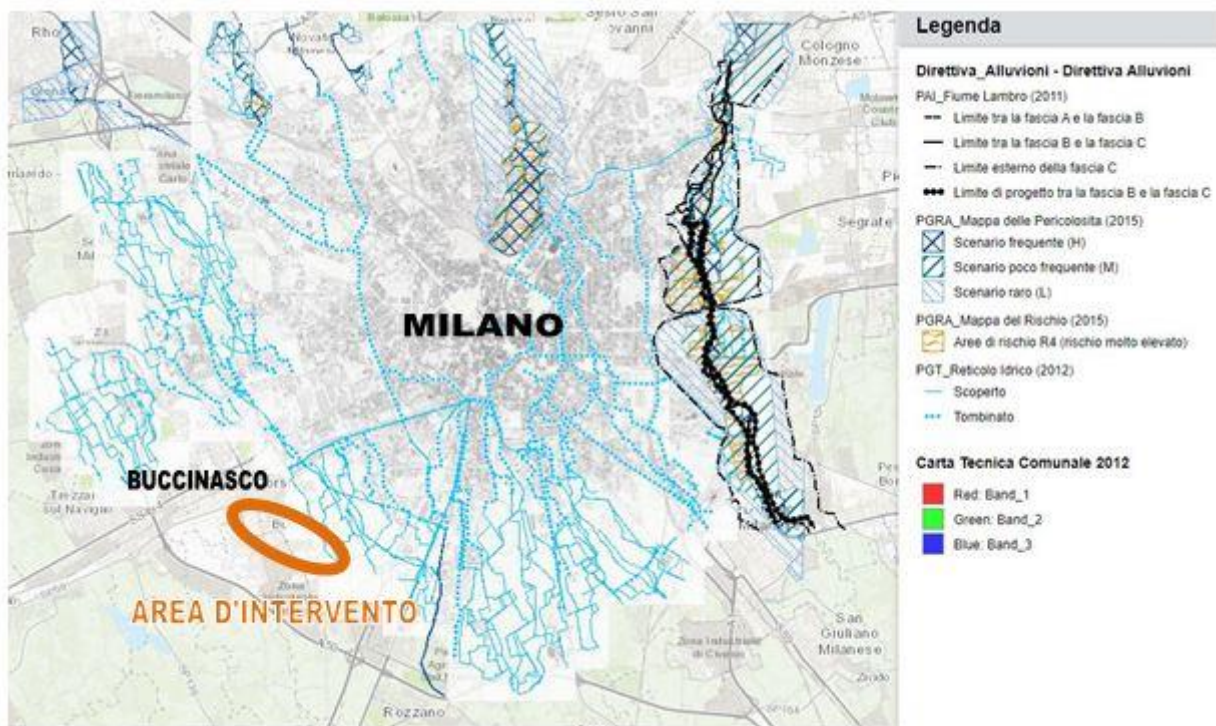 Rho
Novate
Sesto San
Giovanni
Cologno
Monzese
Segrate
MILANO
BUCCINASCO
Trezzano
sul Naviglio
AREA D'INTERVENTO
Zona Industriale
San
Giuliano
Milanese
Rozzano
Legenda
Direttiva_Alluvioni - Direttiva Alluvioni
PAI_Fiume Lambro (2011)
Limite tra la fascia A e la fascia B
Limite tra la fascia B e la fascia C
Limite esterno della fascia C
Limite di progetto tra la fascia B e la fascia C
PGRA_Mappa delle Pericolosita (2015)
Scenario frequente (H)
Scenario poco frequente (M)
Scenario raro (L)
PGRA_Mappa del Rischio (2015)
Aree di rischio R4 (rischio molto elevato)
PGT_Reticolo Idrico (2012)
Scoperto
Tombinato
Carta Tecnica Comunale 2012
Red: Band_1
Green: Band_2
Blue: Band_3